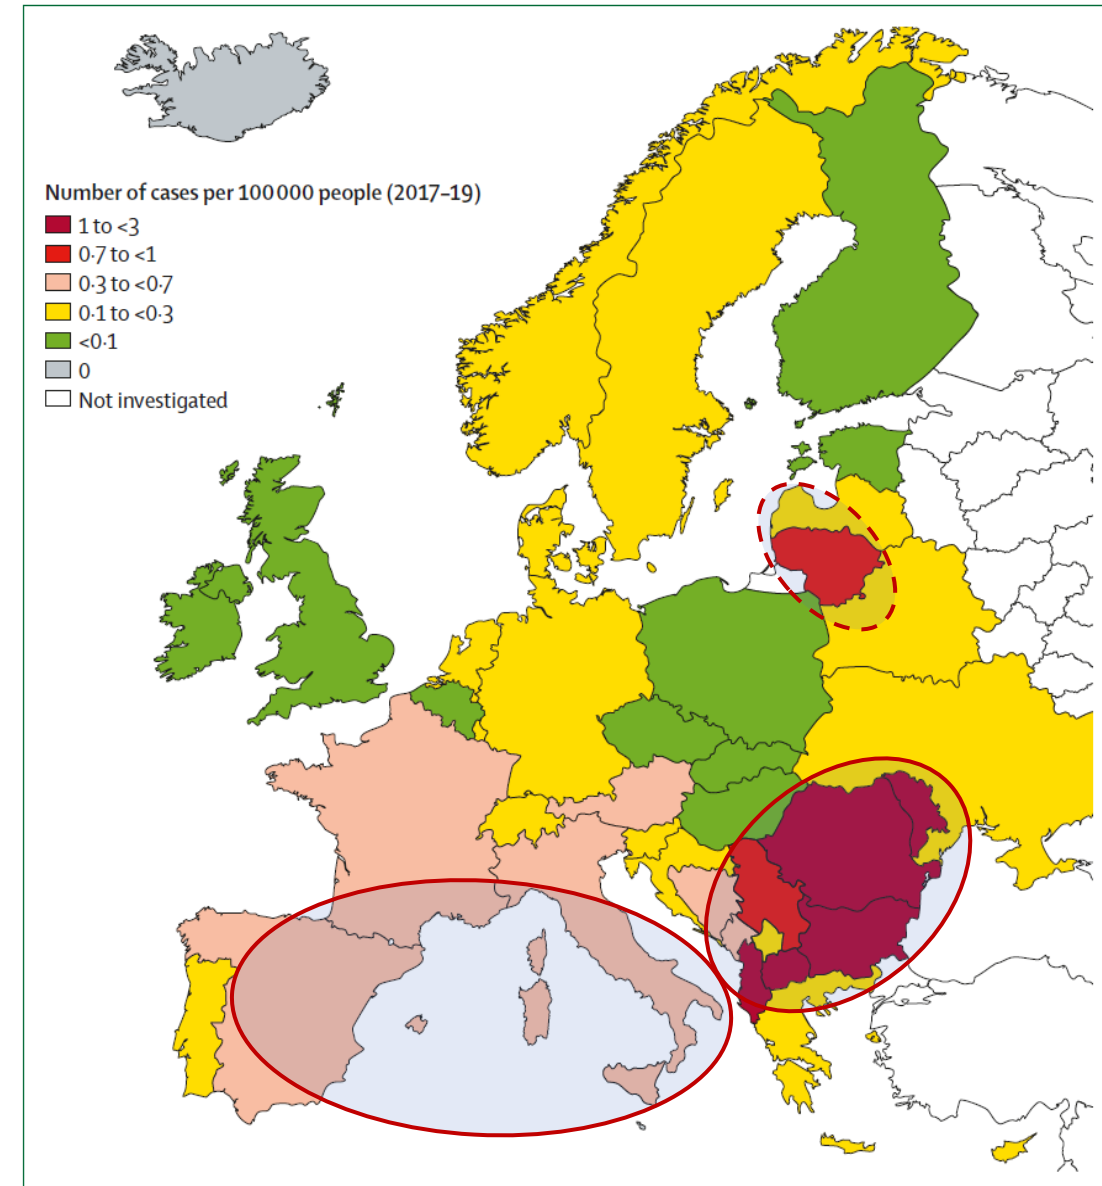 Number of cases per 100 000 people (2017–19)
1 to <3
0·7 to <1
0·3 to <0·7
0·1 to <0·3
<0·1
0
Not investigated